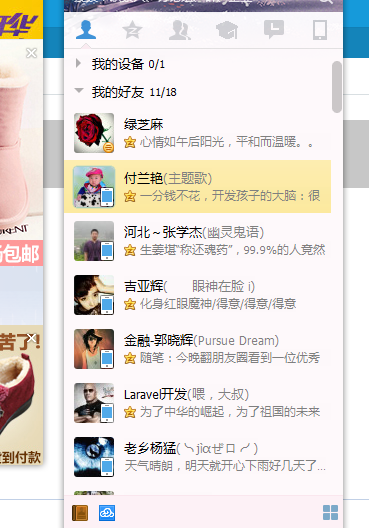 我的设备 0/1
我的好友 11/18
绿芝麻
心情如午后阳光，平和而温暖。。
付兰艳(主题歌)
一分钱不花，开发孩子的大脑：很
河北～张学杰(幽灵鬼语)
生姜堪"称还魂药"，99.9%的人竟然
吉亚辉( 眼神在脸 i)
化身红眼魔神/得意/得意/得意
金融-郭晓辉(Pursue Dream)
随笔：今晚翻朋友圈看到一位优秀
Laravel开发(喂，大叔)
为了中华的崛起，为了祖国的未来
老乡杨猛(╰jiαぜロ╭)
天气晴朗，明天就开心下雨好几天了...
年华
RENT
包邮
苦了!
货到付款